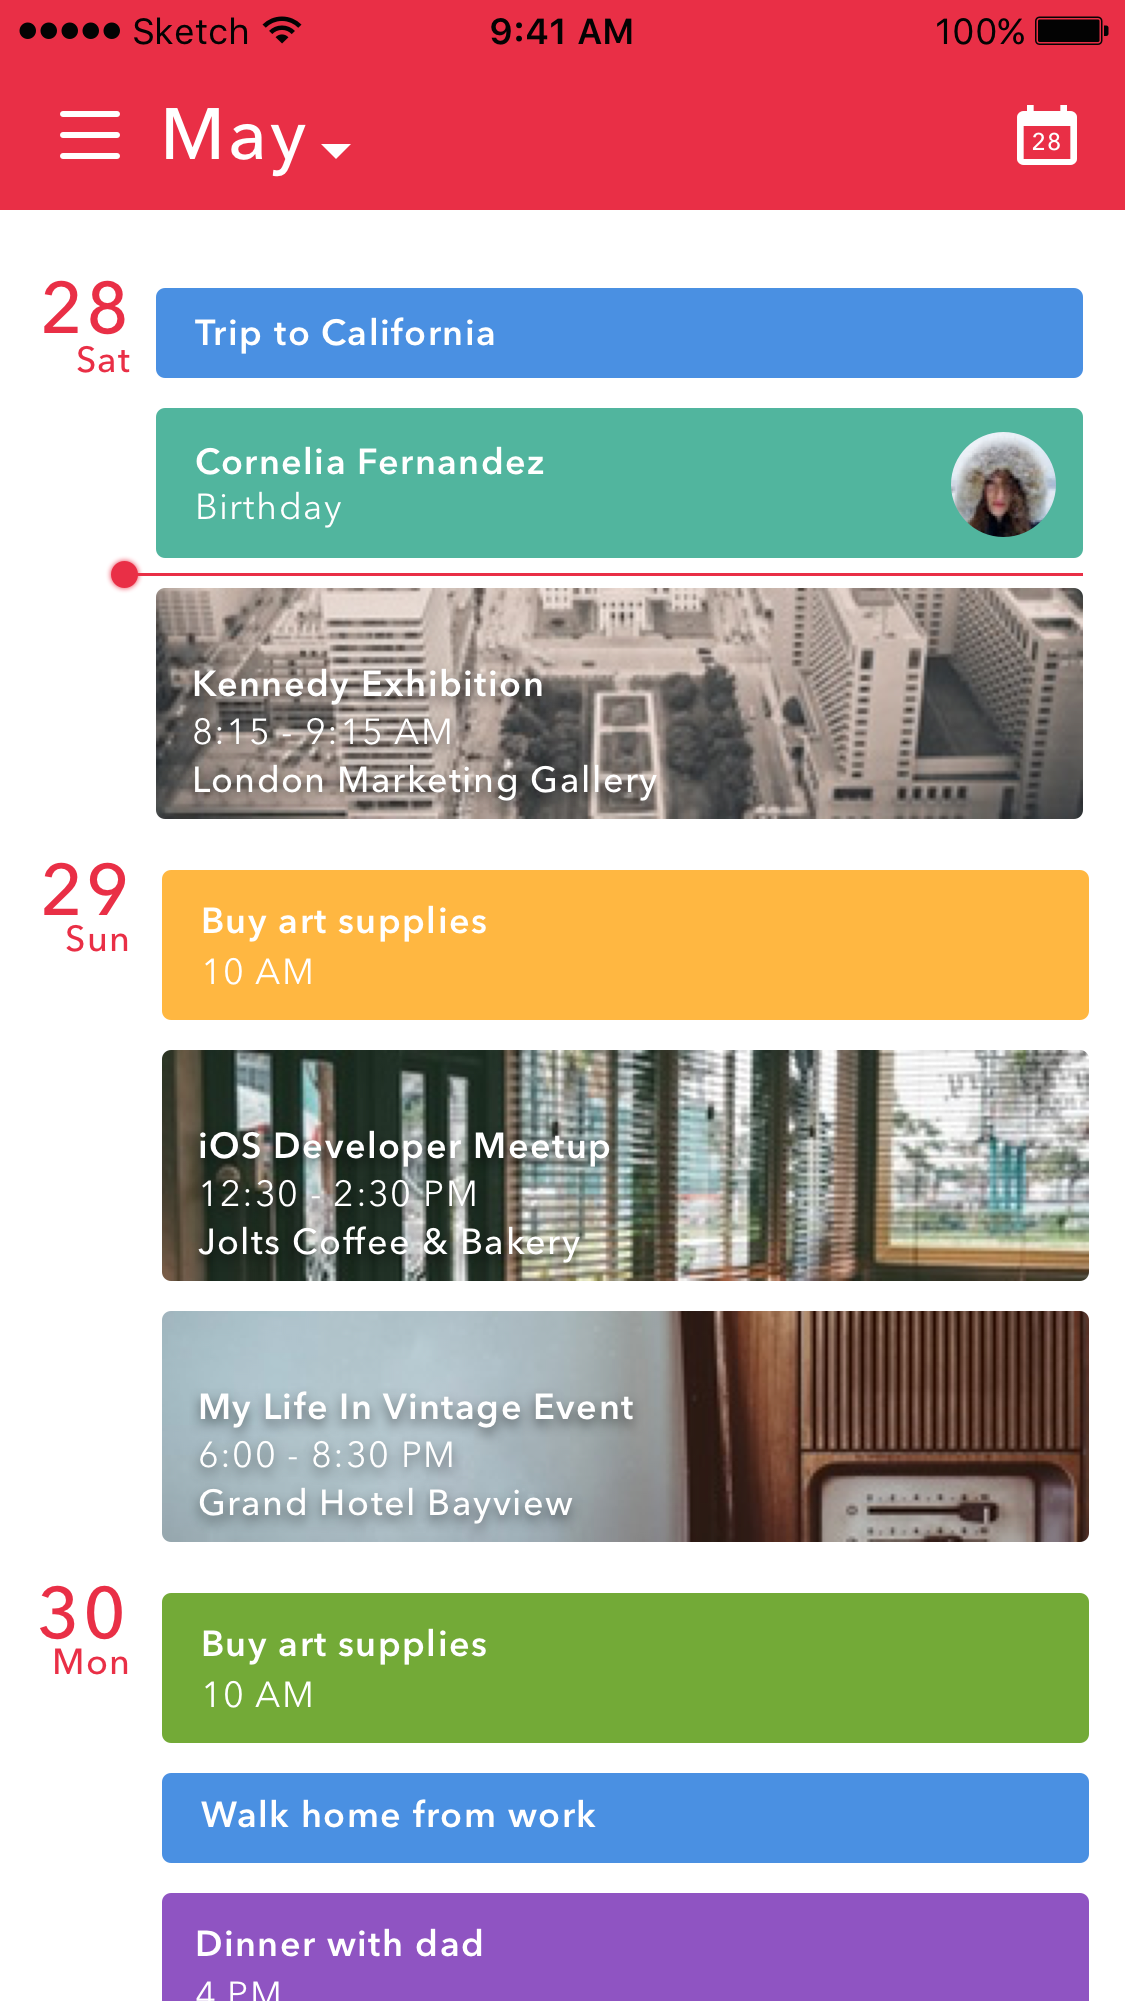 ●●●●● Sketch 9:41 AM 100%
May
28
28
Sat
Trip to California
Cornelia Fernandez
Birthday
Kennedy Exhibition
8:15 - 9:15 AM
London Marketing Gallery
29
Sun
Buy art supplies
10 AM
iOS Developer Meetup
12:30 - 2:30 PM
Jolts Coffee & Bakery
My Life In Vintage Event
6:00 - 8:30 PM
Grand Hotel Bayview
30
Mon
Buy art supplies
10 AM
Walk home from work
Dinner with dad
4 PM